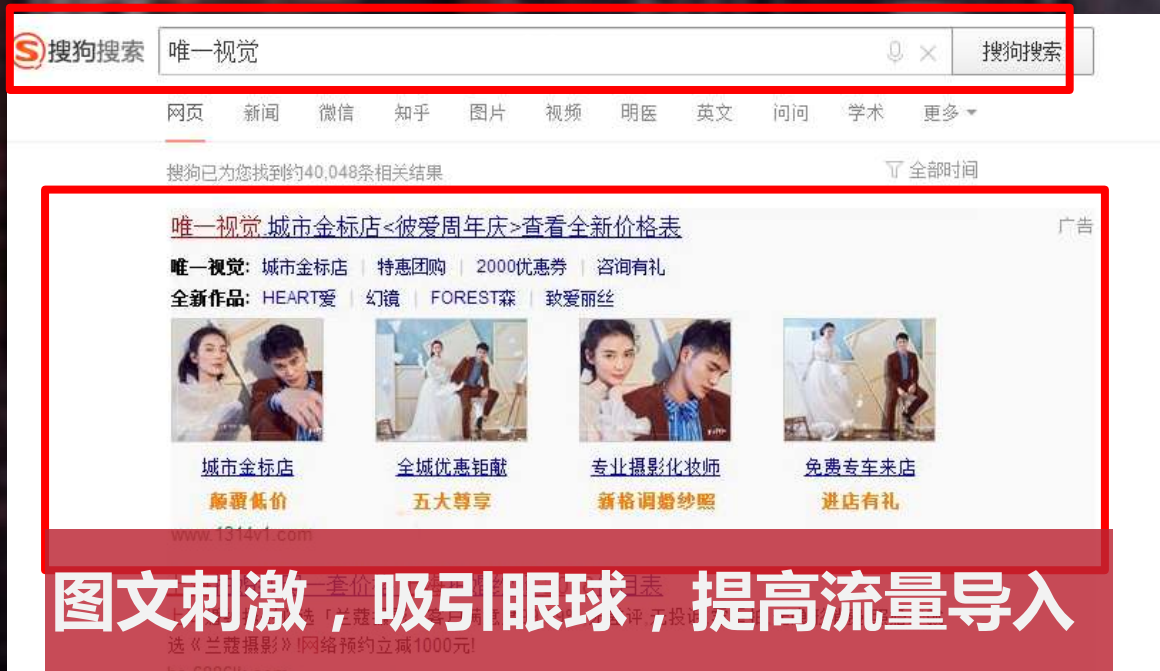 搜狗搜索 唯一视觉 搜狗搜索
网页 新闻 微信 知乎 图片 视频 明医 英文 问问 学术 更多
搜狗已为您找到约40,048条相关结果 全部时间
唯一视觉 城市金标店<彼爱周年庆>查看全新价格表 广告
唯一视觉: 城市金标店 | 特惠团购 | 2000优惠券 | 咨询有礼
全新作品: HEART爱 | 幻镜 | FOREST森 | 致爱丽丝
城市金标店 全城优惠钜献 专业摄影化妆师 免费专车来店
颠覆低价 五大尊享 新格调婚纱照 进店有礼
www.1314v1.com
图文刺激，吸引眼球，提高流量导入
选《兰蔻摄影》!网络预约立减1000元!